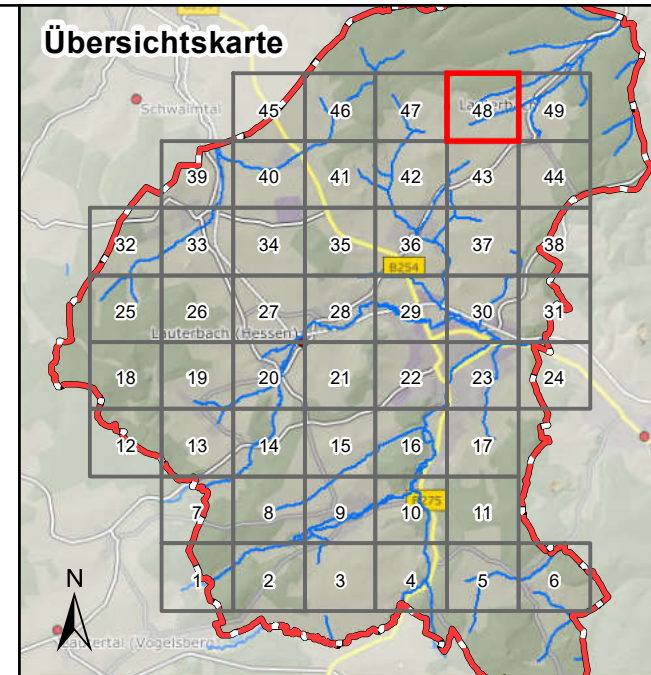 Übersichtskarte
Schwalmtal
45 46 47 48 49
39 40 41 42 43 44
32 33 34 35 36 37 38
B254
25 26 27 28 29 30 31
Lauterbach (Hessen)
18 19 20 21 22 23 24
12 13 14 15 16 17
7 8 9 10 11
B275
N
1 2 3 4 5 6
Lautertal (Vogelsberg)